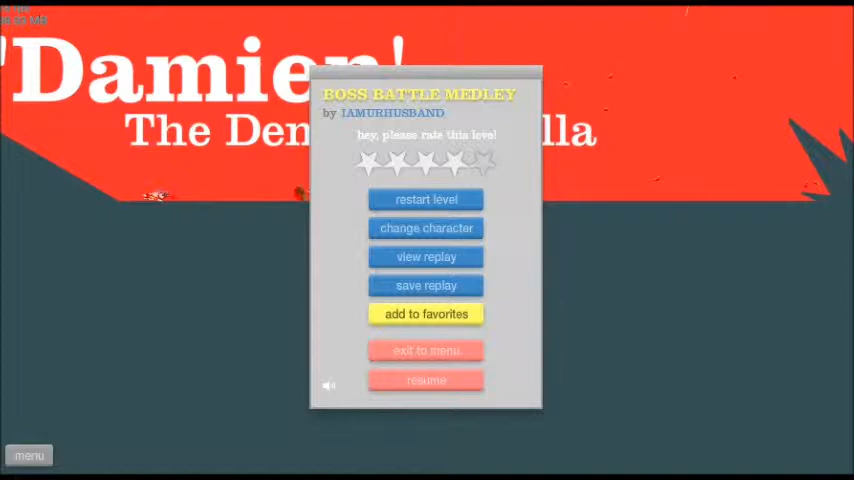 'Damien'
The Den lla
BOSS BATTLE MEDLEY
by IAMURHUSBAND
hey, please rate this level
restart level
change character
view replay
save replay
add to favorites
exit to menu
resume
menu